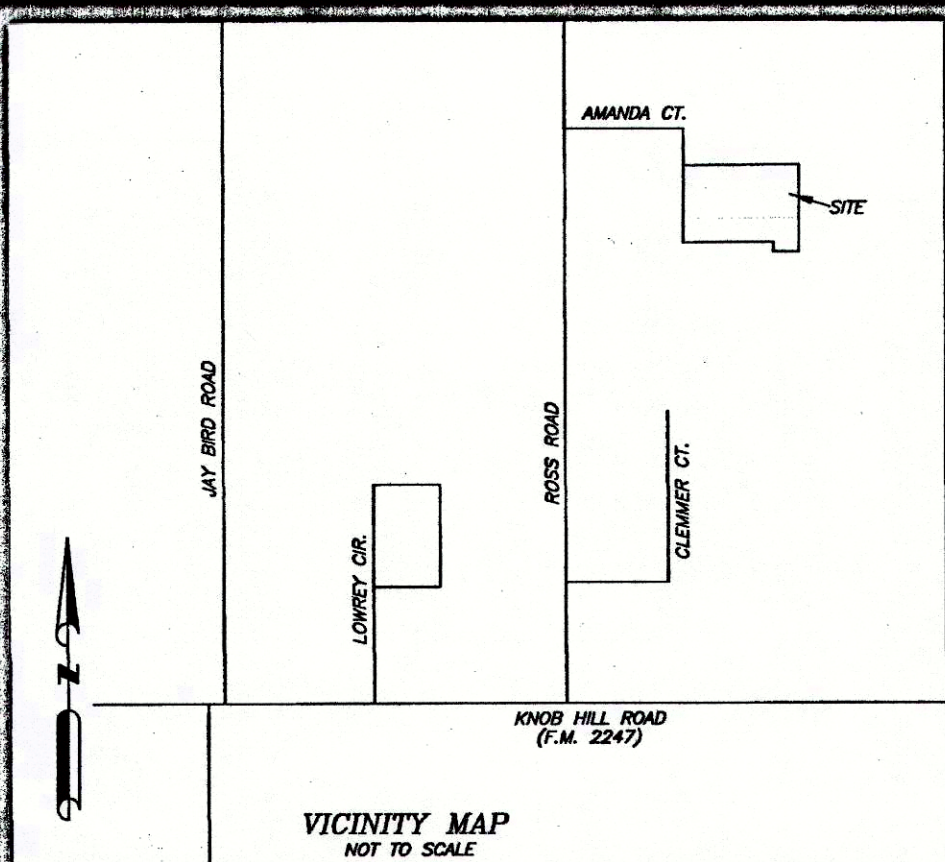 AMANDA CT.
SITE
JAY BIRD ROAD
ROSS ROAD
CLEMMER CT.
LOWREY CIR.
N
KNOB HILL ROAD
(F.M. 2247)
VICINITY MAP
NOT TO SCALE